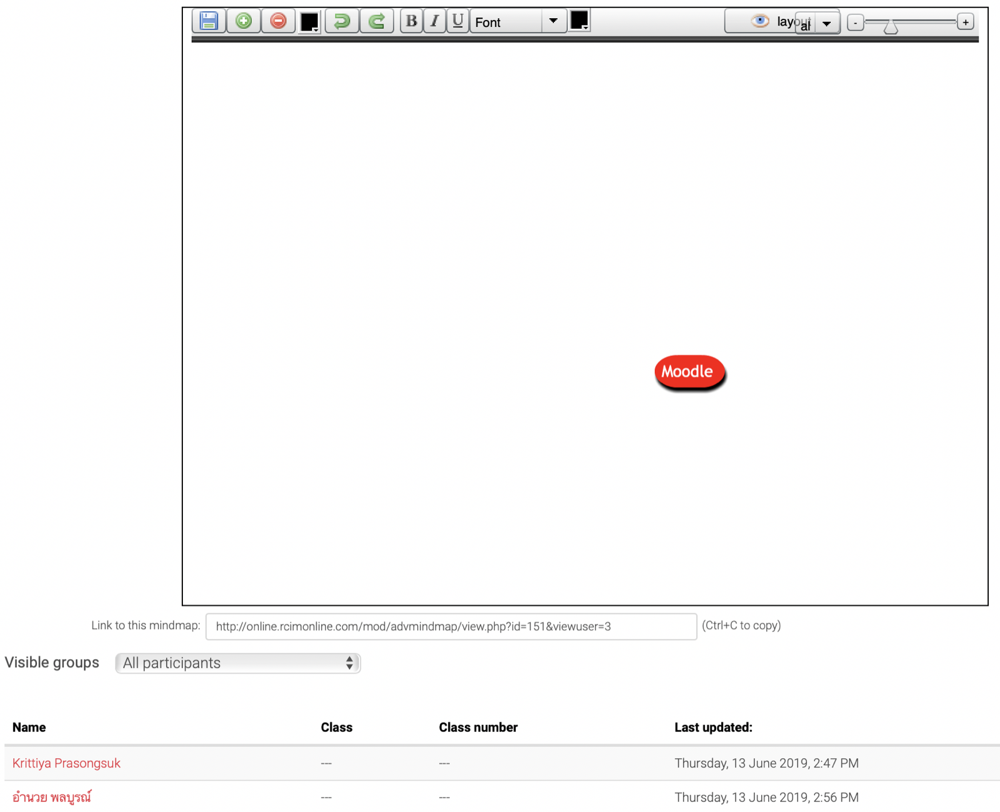 B I U Font layout al - +
Moodle
Link to this mindmap: http://online.rcimonline.com/mod/advmindmap/view.php?id=151&viewuser=3 (Ctrl+C to copy)
Visible groups All participants
Name Class Class number Last updated:
Krittiya Prasongsuk --- --- Thursday, 13 June 2019, 2:47 PM
อำนวย พลบูรณ์ --- --- Thursday, 13 June 2019, 2:56 PM